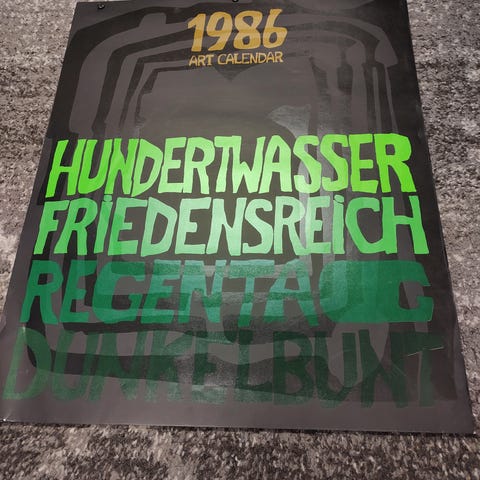 1986
ART CALENDAR
HUNDERTWASSER
FRiEDENSREiCH
REGENTAG
DUNKELBUNT